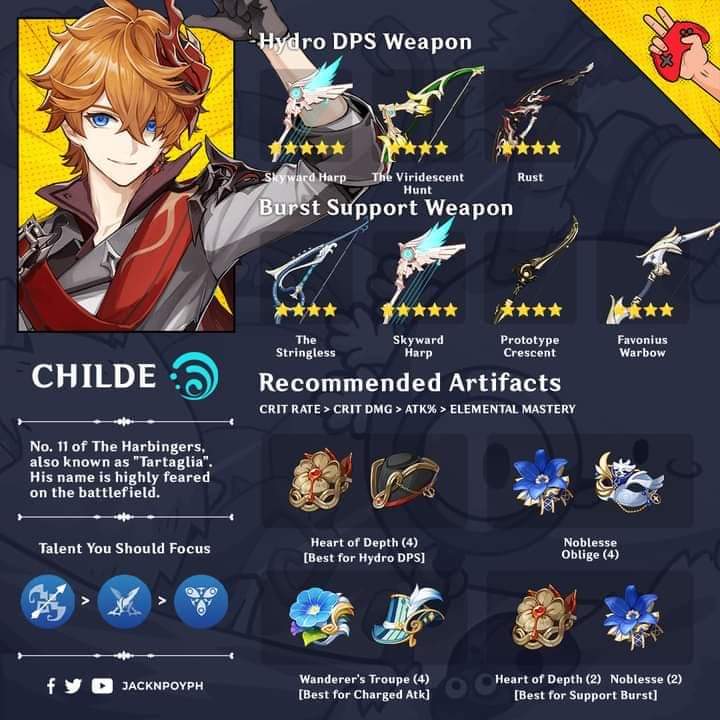 Hydro DPS Weapon
Skyward Harp
The Viridescent
Hunt
Rust
Burst Support Weapon
The
Stringless
Skyward
Harp
Prototype
Crescent
Favonius
Warbow
CHILDE
No. 11 of The Harbingers,
also known as "Tartaglia".
His name is highly feared
on the battlefield.
Talent You Should Focus
> >
JACKNPOYPH
Recommended Artifacts
CRIT RATE > CRIT DMG > ATK% > ELEMENTAL MASTERY
Heart of Depth (4)
[Best for Hydro DPS]
Noblesse
Oblige (4)
Wanderer's Troupe (4)
[Best for Charged Atk]
Heart of Depth (2) Noblesse (2)
[Best for Support Burst]